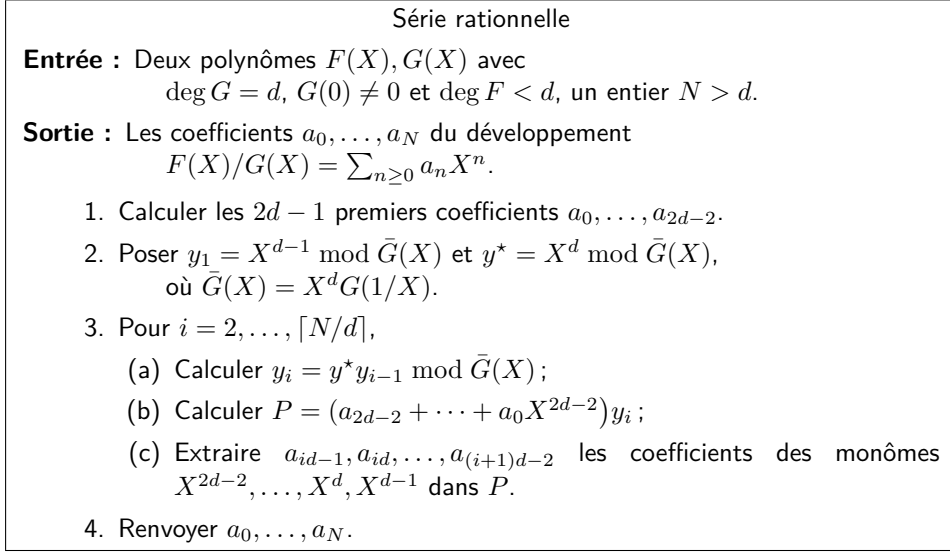 Série rationnelle
Entrée : Deux polynômes F(X), G(X) avec
deg G = d, G(0) ≠ 0 et deg F < d, un entier N > d.
Sortie : Les coefficients a₀, . . . , a_N du développement
F(X)/G(X) = ∑_{n≥0} a_n X^n.
1. Calculer les 2d − 1 premiers coefficients a₀, . . . , a_{2d−2}.
2. Poser y₁ = X^{d−1} mod Ḡ(X) et y* = X^d mod Ḡ(X),
où Ḡ(X) = X^d G(1/X).
3. Pour i = 2, . . . , ⌈N/d⌉,
(a) Calculer y_i = y* y_{i−1} mod Ḡ(X) ;
(b) Calculer P = (a_{2d−2} + · · · + a₀X^{2d−2})y_i ;
(c) Extraire a_{id−1}, a_{id}, . . . , a_{(i+1)d−2} les coefficients des monômes
X^{2d−2}, . . . , X^d, X^{d−1} dans P.
4. Renvoyer a₀, . . . , a_N.